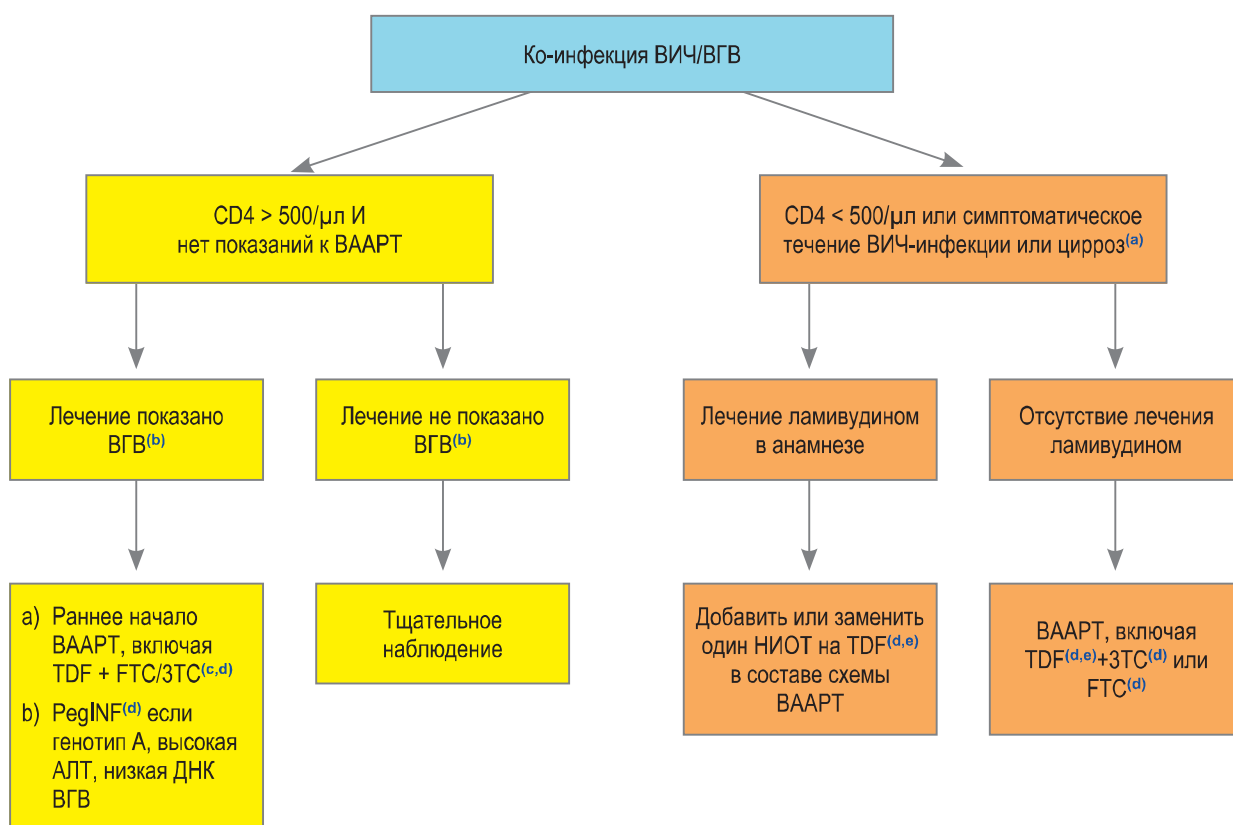 Ко-инфекция ВИЧ/ВГВ
CD4 > 500/µл И
нет показаний к ВААРТ
CD4 < 500/µл или симптоматическое
течение ВИЧ-инфекции или цирроз(a)
Лечение показано
ВГВ(b)
Лечение не показано
ВГВ(b)
Лечение ламивудином
в анамнезе
Отсутствие лечения
ламивудином
a) Раннее начало
ВААРТ, включая
TDF + FTC/3TC(c,d)
b) PegINF(d) если
генотип А, высокая
АЛТ, низкая ДНК
ВГВ
Тщательное
наблюдение
Добавить или заменить
один НИОТ на TDF(d,e)
в составе схемы
ВААРТ
ВААРТ, включая
TDF(d,e)+3TC(d) или
FTC(d)